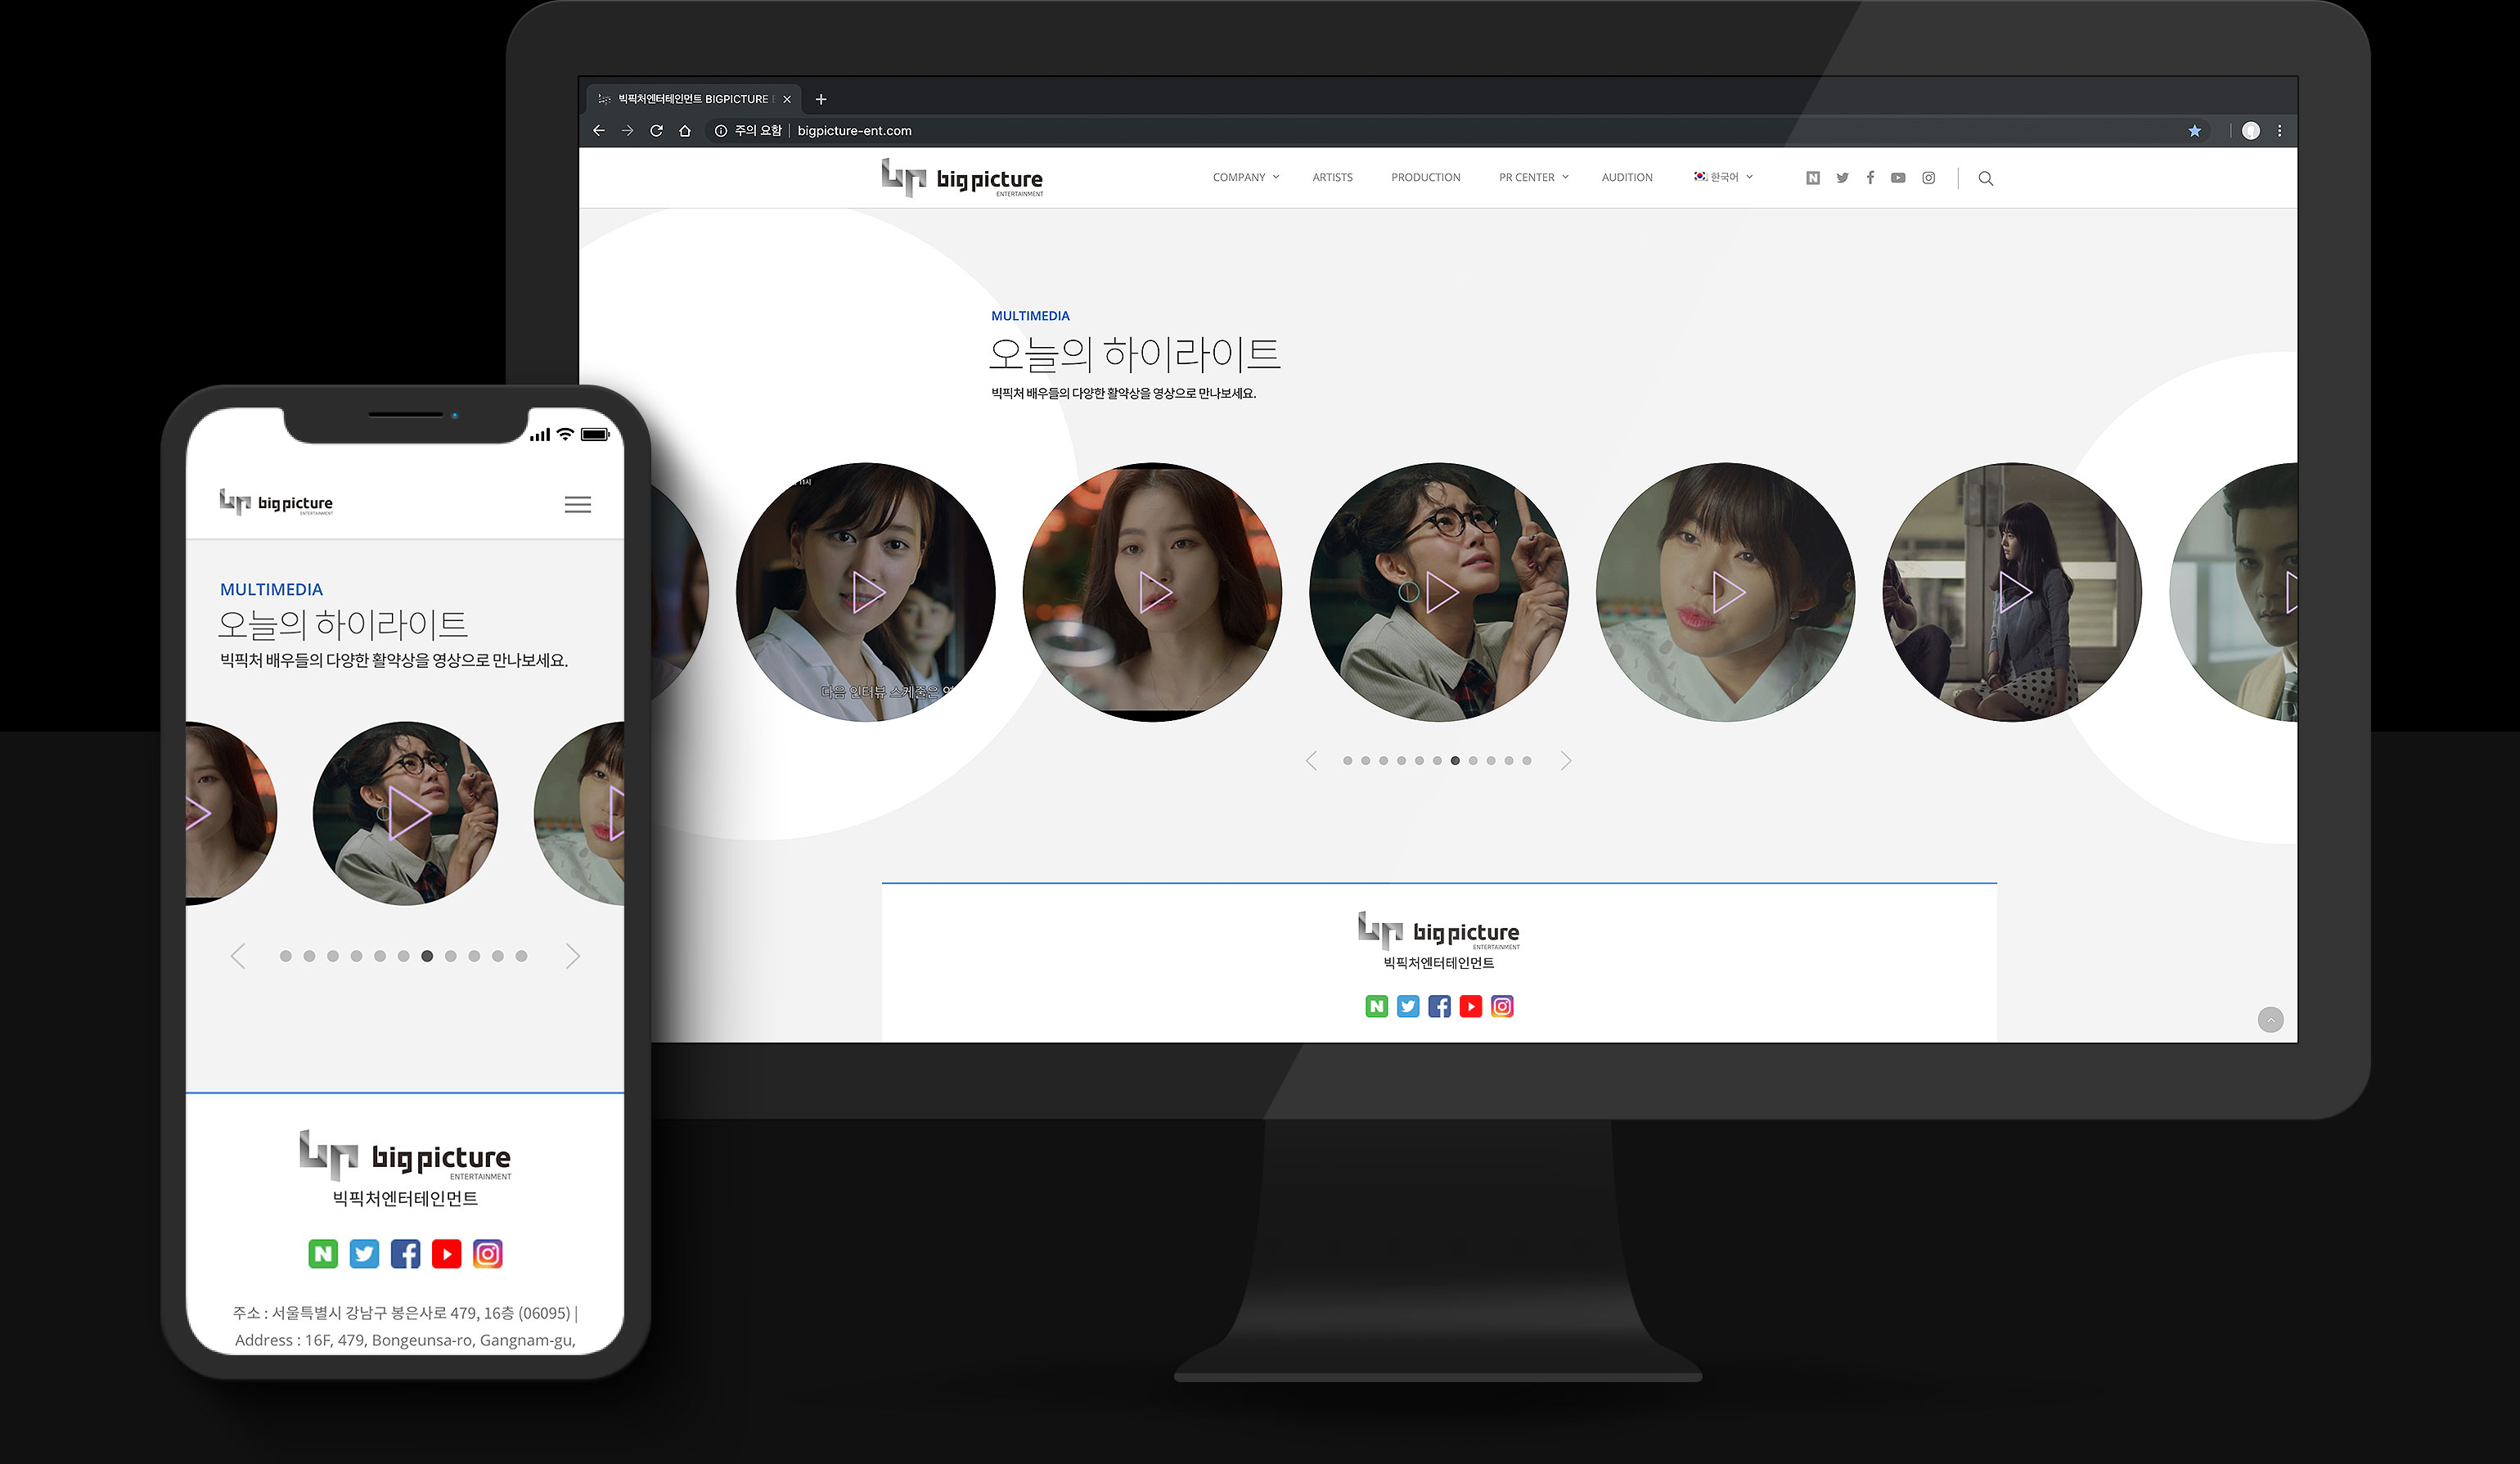 빅픽처엔터테인먼트 BIGPICTURE
주의 요함 | bigpicture-ent.com
big picture
ENTERTAINMENT
COMPANY ARTISTS PRODUCTION PR CENTER AUDITION 한국어
MULTIMEDIA
오늘의 하이라이트
빅픽처 배우들의 다양한 활약상을 영상으로 만나보세요.
11시
다음 인터뷰 스케줄은
big picture
ENTERTAINMENT
빅픽처엔터테인먼트
big picture
ENTERTAINMENT
MULTIMEDIA
오늘의 하이라이트
빅픽처 배우들의 다양한 활약상을 영상으로 만나보세요.
big picture
ENTERTAINMENT
빅픽처엔터테인먼트
주소 : 서울특별시 강남구 봉은사로 479, 16층 (06095) |
Address : 16F, 479, Bongeunsa-ro, Gangnam-gu,